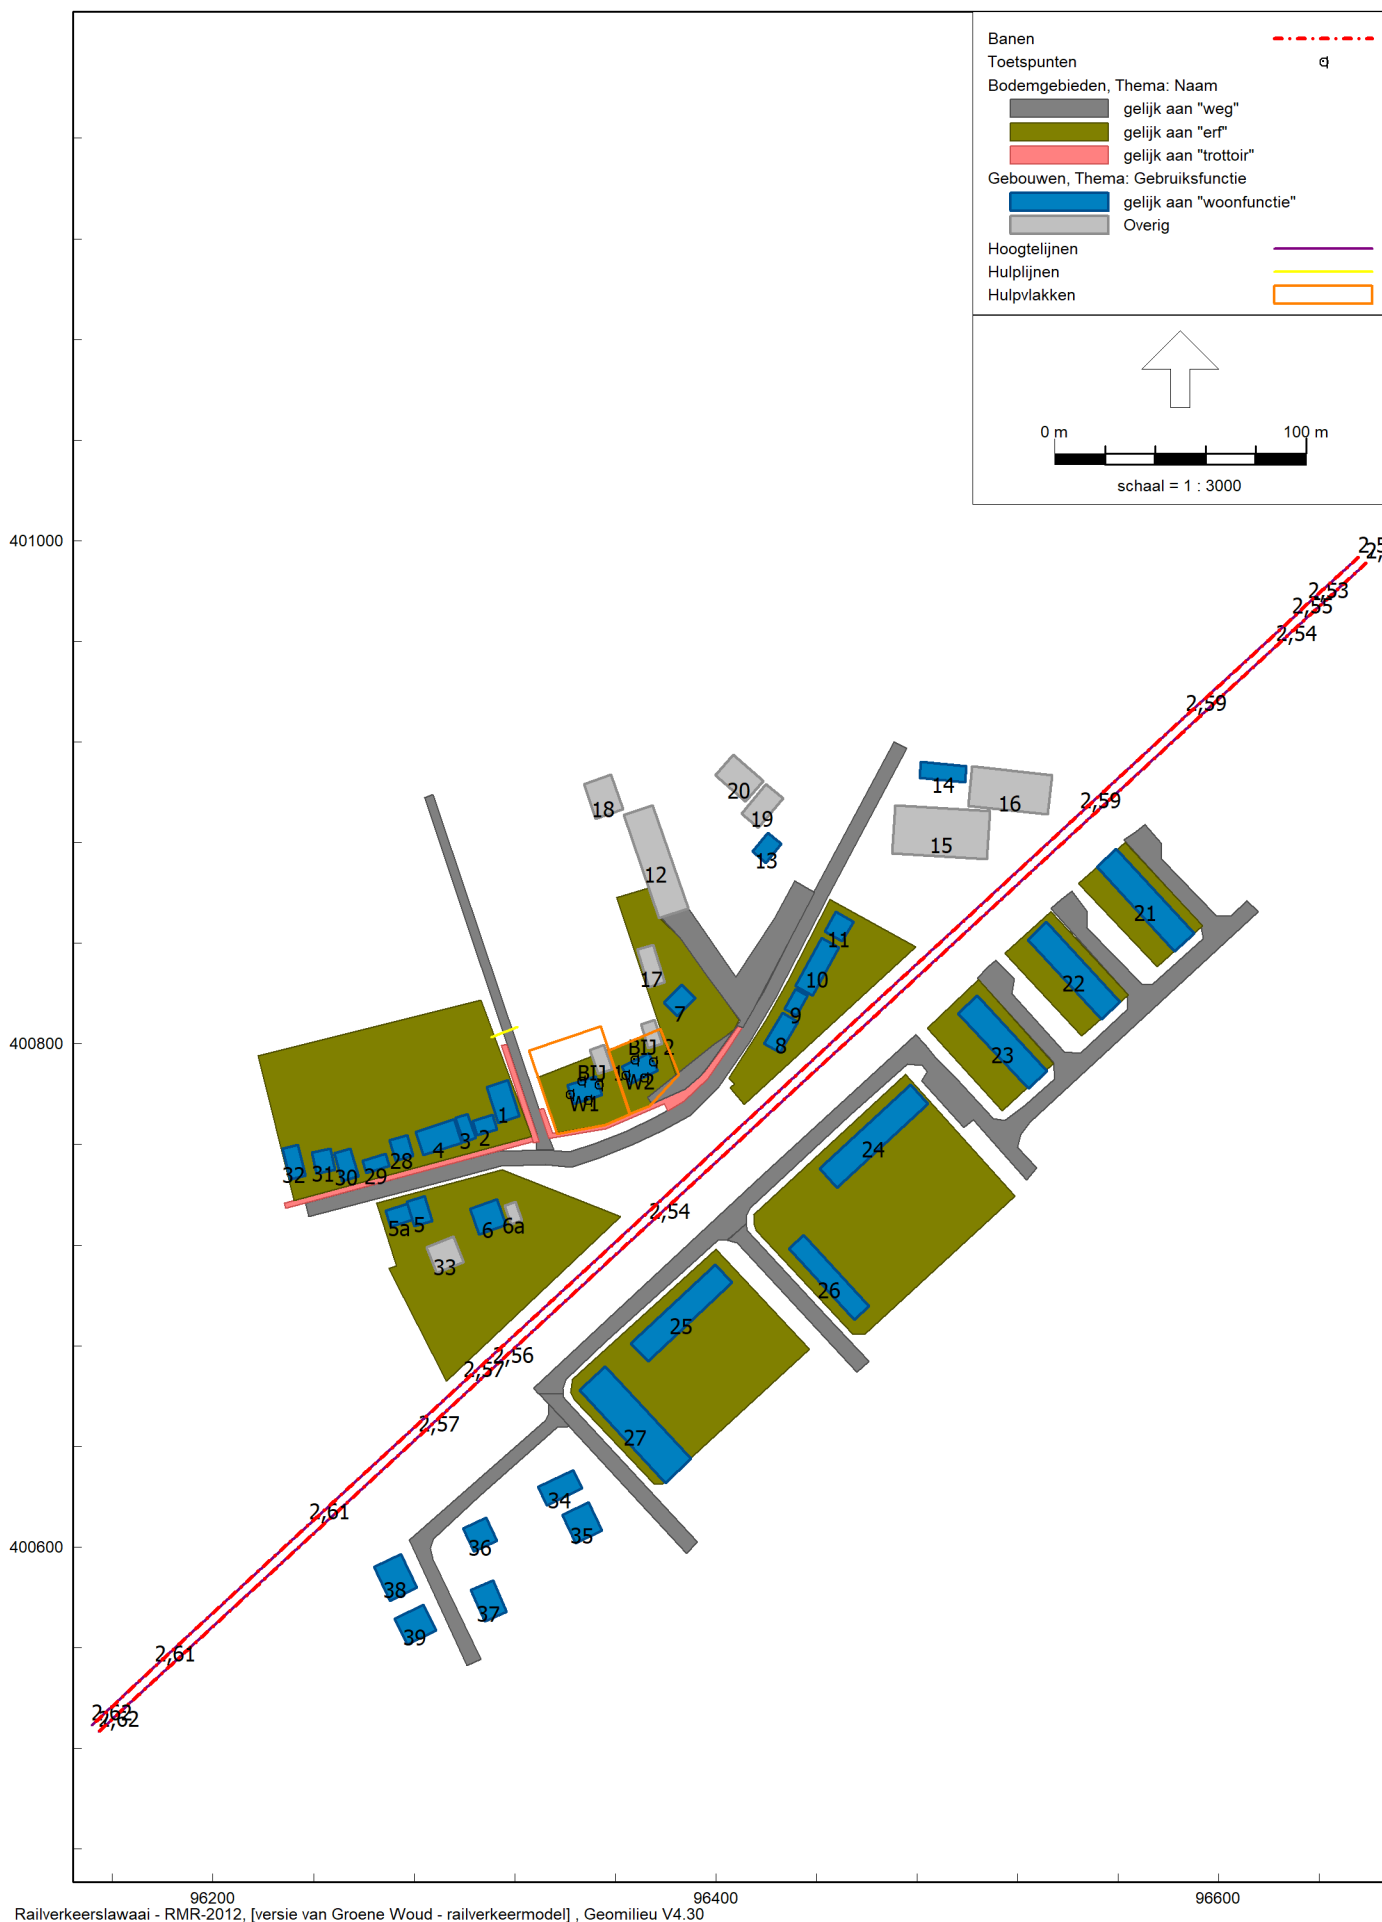 Banen
Toetspunten
Bodemgebieden, Thema: Naam
gelijk aan "weg"
gelijk aan "erf"
gelijk aan "trottoir"
Gebouwen, Thema: Gebruiksfunctie
gelijk aan "woonfunctie"
Overig
Hoogtelijnen
Hulplijnen
Hulpvlakken
0 m 100 m
schaal = 1 : 3000
401000
2,53
2,55
2,54
2,59
2,59
14
16
20
18
19
15
13
12
21
11
10
17
22
7
9
400800
8
23
BIJ 2
BIJ 1
W2
W1
1
2
3
4
28
24
32
31
30
29
5a
5
6
6a
2,54
33
26
25
2,56
2,57
2,57
27
34
2,61
35
36
400600
38
37
39
2,61
2,62
2,62
96200
96400
96600
Railverkeerslawaai - RMR-2012, [versie van Groene Woud - railverkeermodel] , Geomilieu V4.30